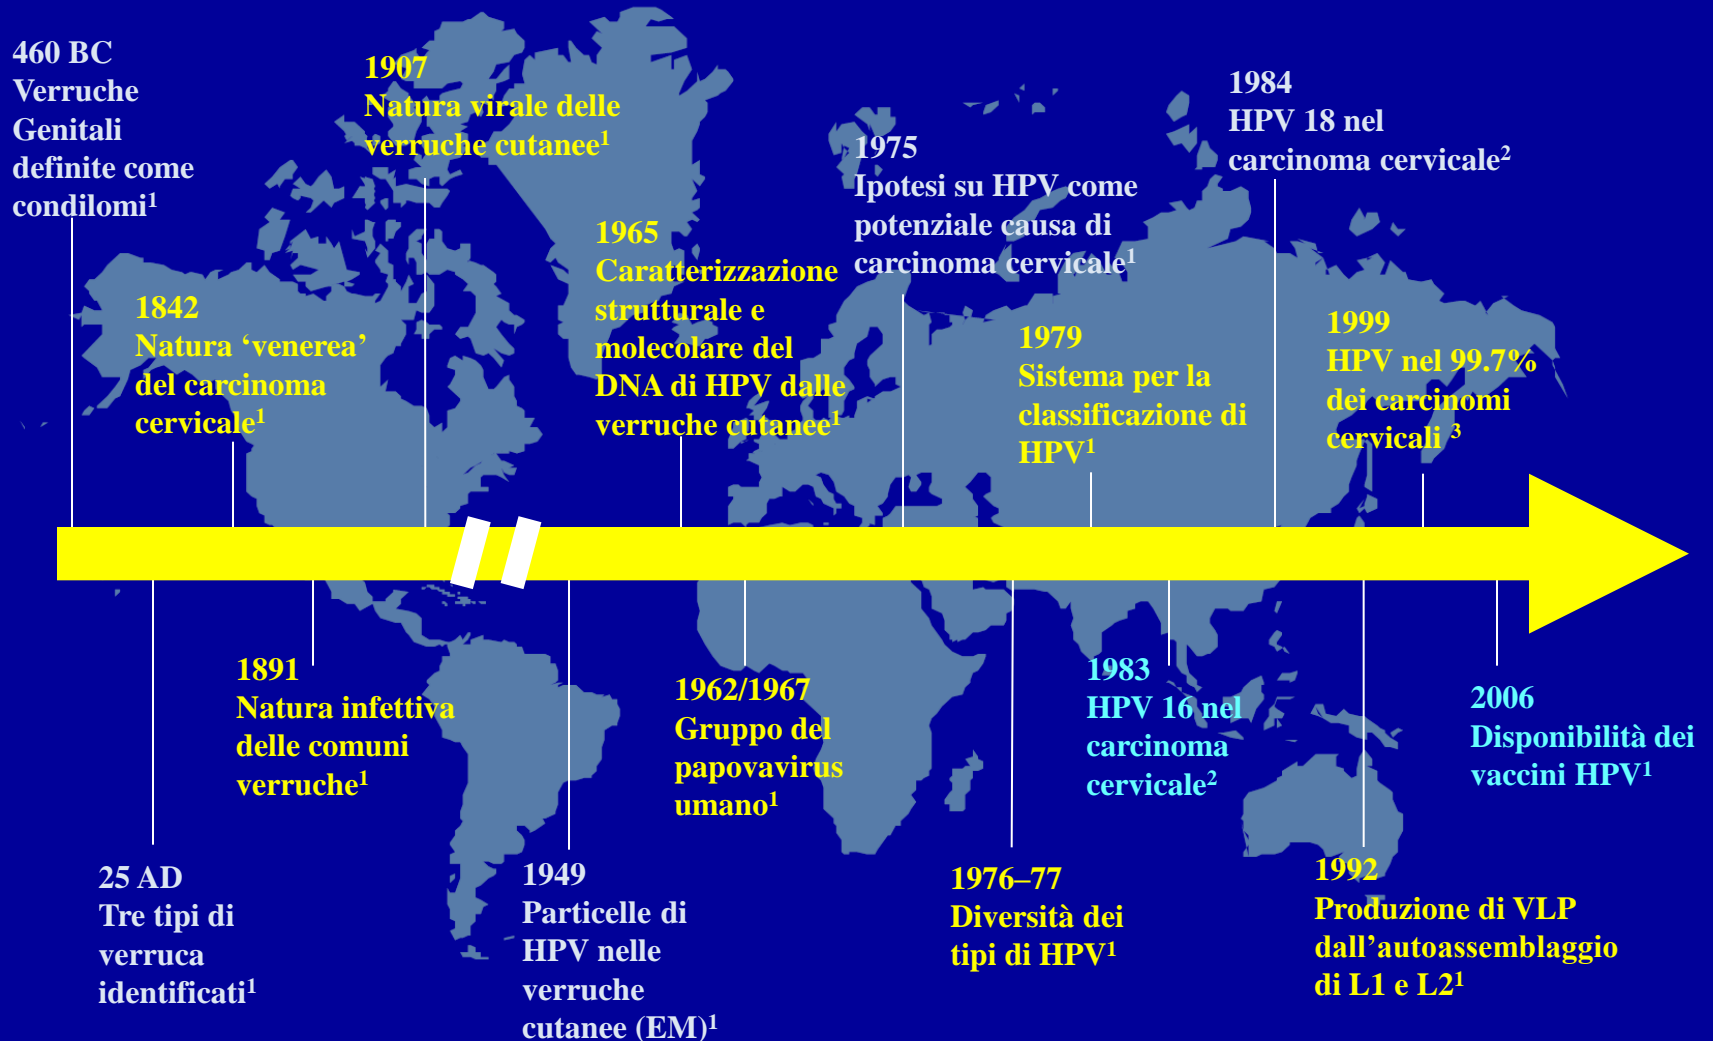 460 BC
Verruche
Genitali
definite come
condilomi¹
1907
Natura virale delle
verruche cutanee¹
1984
HPV 18 nel
carcinoma cervicale²
1975
Ipotesi su HPV come
potenziale causa di
carcinoma cervicale¹
1965
Caratterizzazione
strutturale e
molecolare del
DNA di HPV dalle
verruche cutanee¹
1842
Natura ‘venerea’
del carcinoma
cervicale¹
1979
Sistema per la
classificazione di
HPV¹
1999
HPV nel 99.7%
dei carcinomi
cervicali ³
1891
Natura infettiva
delle comuni
verruche¹
1962/1967
Gruppo del
papovavirus
umano¹
1983
HPV 16 nel
carcinoma
cervicale²
2006
Disponibilità dei
vaccini HPV¹
25 AD
Tre tipi di
verruca
identificati¹
1949
Particelle di
HPV nelle
verruche
cutanee (EM)¹
1976–77
Diversità dei
tipi di HPV¹
1992
Produzione di VLP
dall'autoassemblaggio
di L1 e L2¹